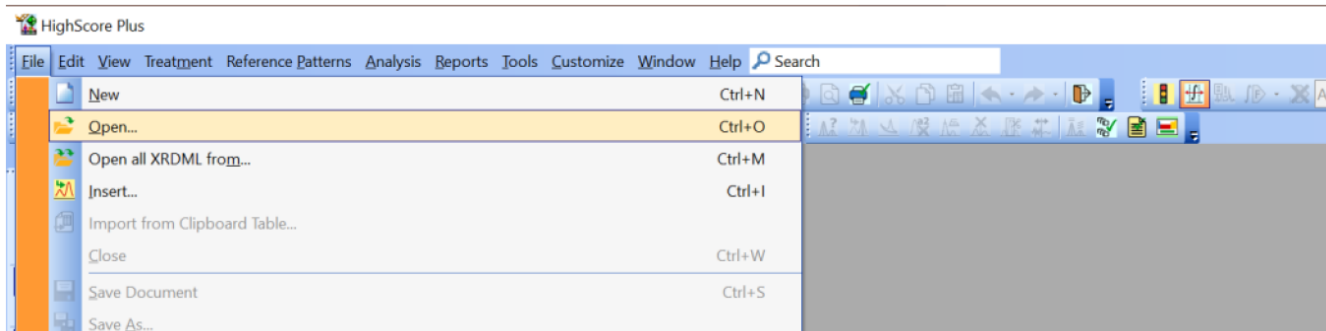 HighScore Plus
File Edit View Treatment Reference Patterns Analysis Reports Tools Customize Window Help Search
New Ctrl+N
Open... Ctrl+O
Open all XRDML from... Ctrl+M
Insert... Ctrl+I
Import from Clipboard Table...
Close Ctrl+W
Save Document Ctrl+S
Save As...